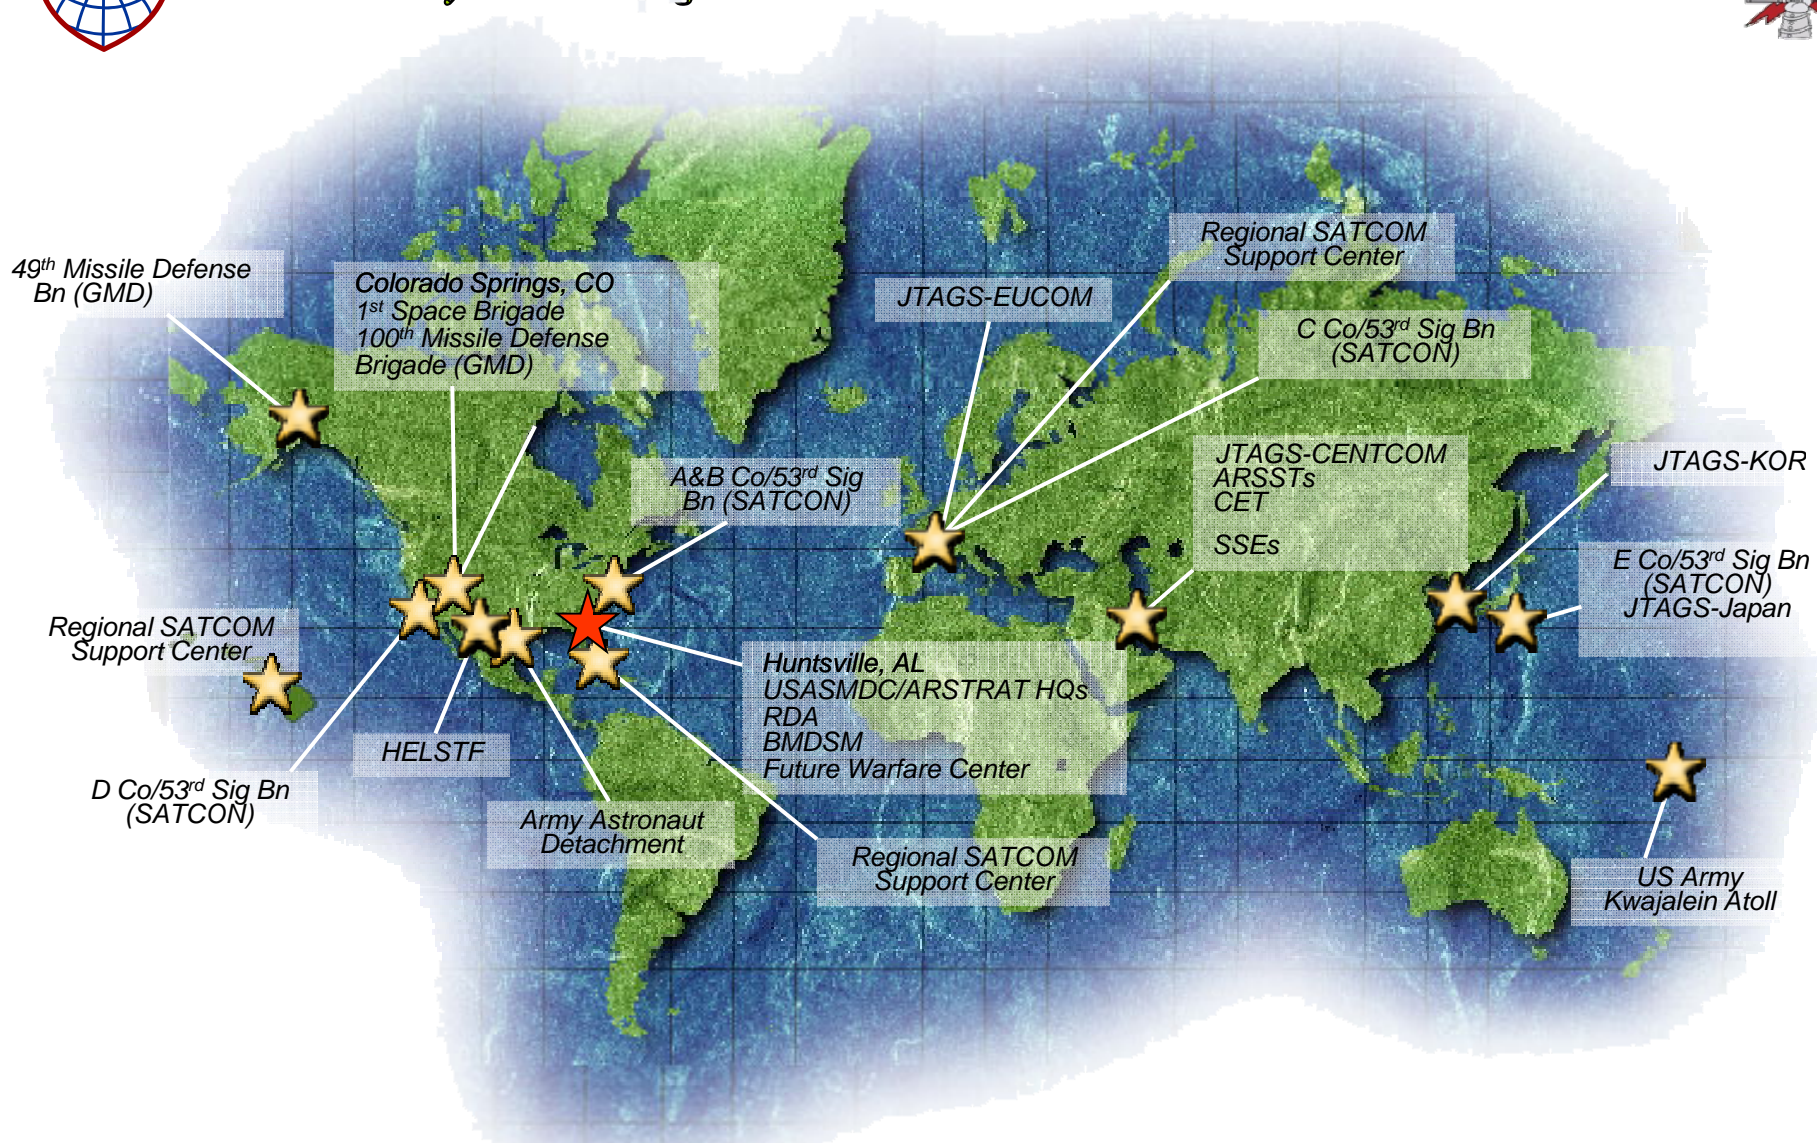 49th Missile Defense
Bn (GMD)
Colorado Springs, CO
1st Space Brigade
100th Missile Defense
Brigade (GMD)
JTAGS-EUCOM
Regional SATCOM
Support Center
C Co/53rd Sig Bn
(SATCON)
A&B Co/53rd Sig
Bn (SATCON)
JTAGS-CENTCOM
ARSSTs
CET
SSEs
JTAGS-KOR
E Co/53rd Sig Bn
(SATCON)
JTAGS-Japan
Regional SATCOM
Support Center
Huntsville, AL
USASMDC/ARSTRAT HQs
RDA
BMDSM
Future Warfare Center
HELSTF
D Co/53rd Sig Bn
(SATCON)
Army Astronaut
Detachment
Regional SATCOM
Support Center
US Army
Kwajalein Atoll